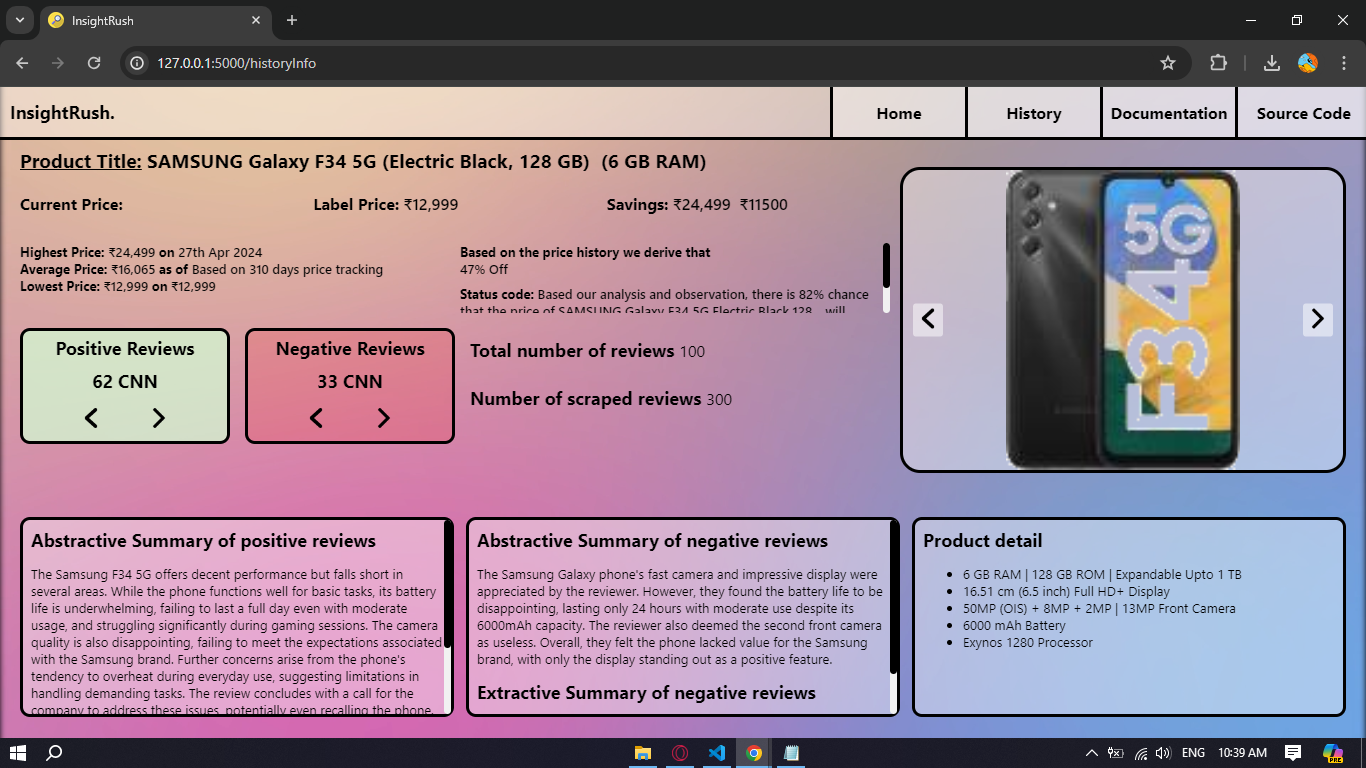 InsightRush
127.0.0.1:5000/historyInfo
InsightRush.
Home
History
Documentation
Source Code
Product Title: SAMSUNG Galaxy F34 5G (Electric Black, 128 GB)  (6 GB RAM)
Current Price:
Label Price: ₹12,999
Savings: ₹24,499  ₹11500
Highest Price: ₹24,499 on 27th Apr 2024
Average Price: ₹16,065 as of Based on 310 days price tracking
Lowest Price: ₹12,999 on ₹12,999
Based on the price history we derive that
47% Off
Status code: Based our analysis and observation, there is 82% chance
that the price of SAMSUNG Galaxy F34 5G Electric Black 128... will
5G
F34
Positive Reviews
62 CNN
Negative Reviews
33 CNN
Total number of reviews 100
Number of scraped reviews 300
Abstractive Summary of positive reviews
The Samsung F34 5G offers decent performance but falls short in
several areas. While the phone functions well for basic tasks, its battery
life is underwhelming, failing to last a full day even with moderate
usage, and struggling significantly during gaming sessions. The camera
quality is also disappointing, failing to meet the expectations associated
with the Samsung brand. Further concerns arise from the phone's
tendency to overheat during everyday use, suggesting limitations in
handling demanding tasks. The review concludes with a call for the
company to address these issues, potentially even recalling the phone.
Abstractive Summary of negative reviews
The Samsung Galaxy phone's fast camera and impressive display were
appreciated by the reviewer. However, they found the battery life to be
disappointing, lasting only 24 hours with moderate use despite its
6000mAh capacity. The reviewer also deemed the second front camera
as useless. Overall, they felt the phone lacked value for the Samsung
brand, with only the display standing out as a positive feature.
Extractive Summary of negative reviews
Product detail
6 GB RAM | 128 GB ROM | Expandable Upto 1 TB
16.51 cm (6.5 inch) Full HD+ Display
50MP (OIS) + 8MP + 2MP | 13MP Front Camera
6000 mAh Battery
Exynos 1280 Processor
ENG
10:39 AM
PRE